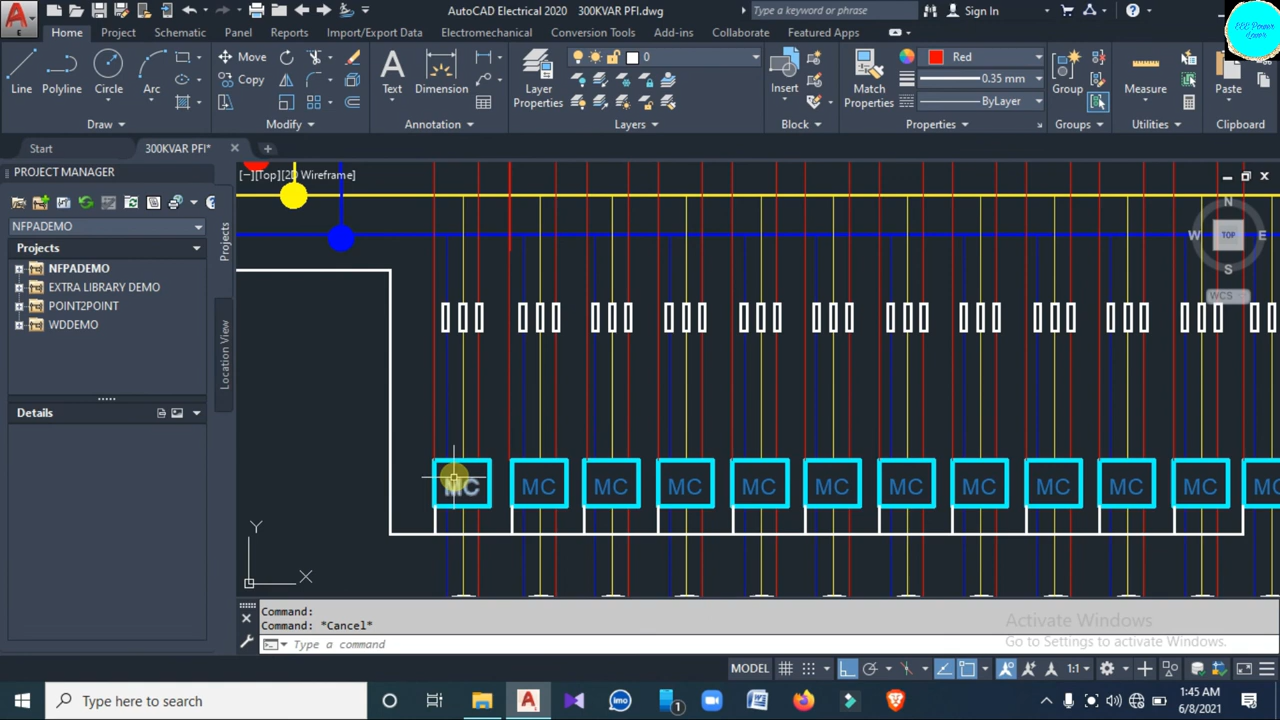 AutoCAD Electrical 2020 300KVAR PFI.dwg
Type a keyword or phrase
Sign In
Home Project Schematic Panel Reports Import/Export Data Electromechanical Conversion Tools Add-ins Collaborate Featured Apps
Line Polyline Circle Arc
Move
Copy
Text Dimension
Layer Properties
0
Insert
Match Properties
Red
0.35 mm
ByLayer
Group
Measure
Paste
Draw Modify Annotation Layers Block Properties Groups Utilities Clipboard
Start 300KVAR PFI*
PROJECT MANAGER
[−][Top][2D Wireframe]
NFPADEMO
Projects
NFPADEMO
EXTRA LIBRARY DEMO
POINT2POINT
WDDEMO
Details
Projects
Location View
N
W TOP E
S
WCS
MC MC MC MC MC MC MC MC MC MC MC MC
Y
X
Command:
Command: *Cancel*
Type a command
Activate Windows
Go to Settings to activate Windows.
MODEL 1:1
Type here to search
imo
1
1:45 AM
6/8/2021